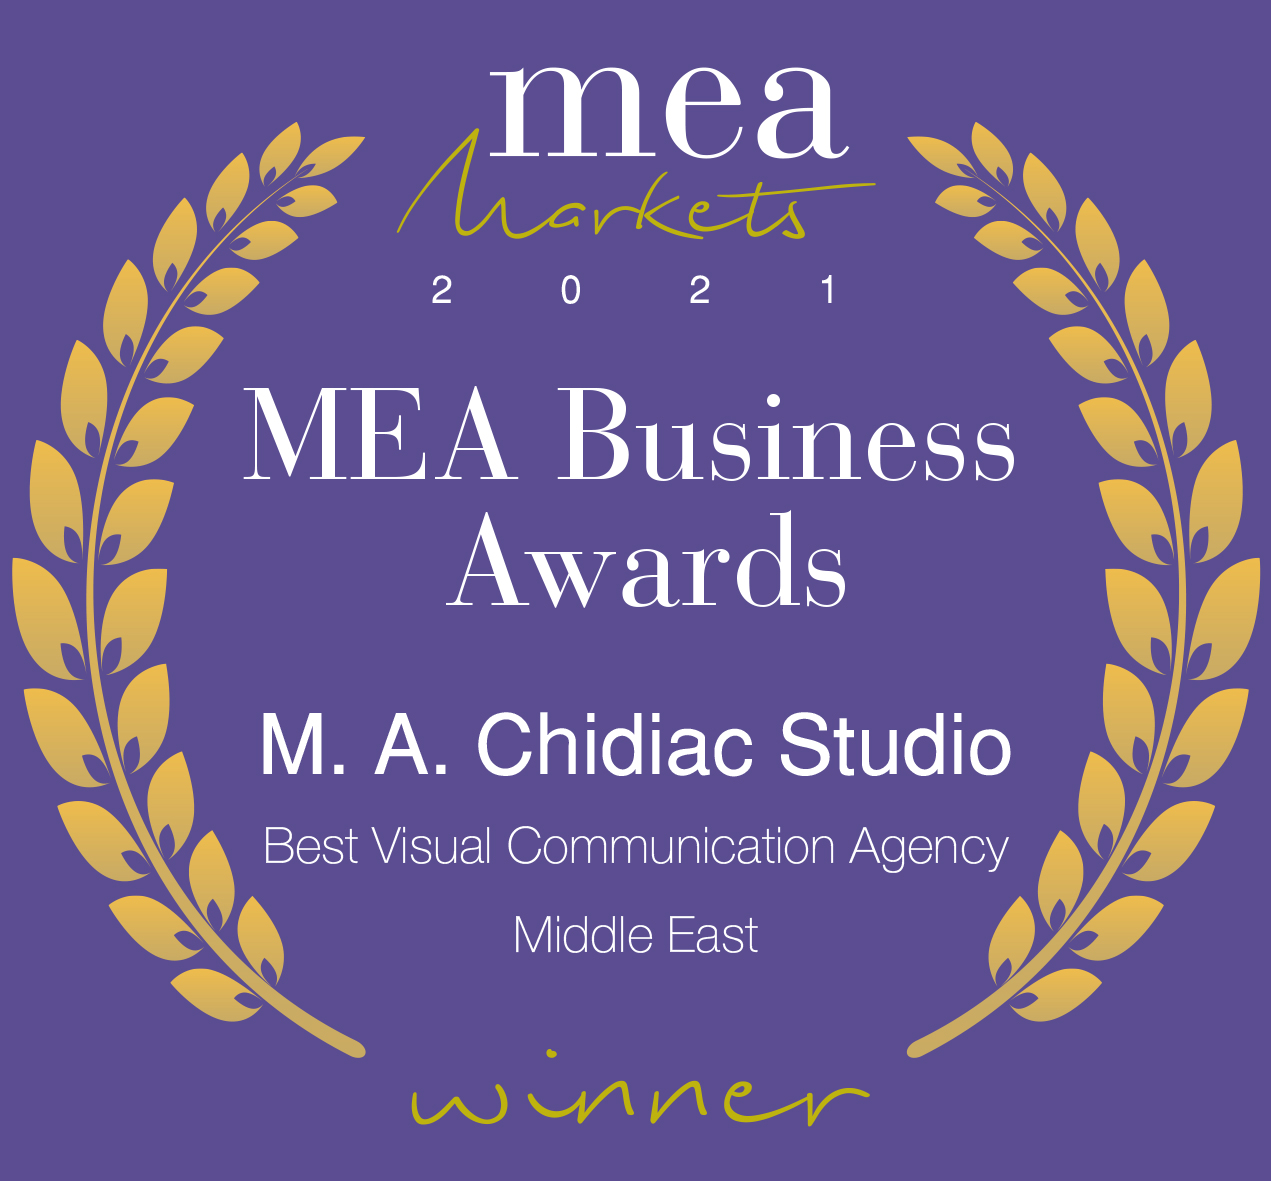 mea
Markets
2 0 2 1
MEA Business
Awards
M. A. Chidiac Studio
Best Visual Communication Agency
Middle East
winner